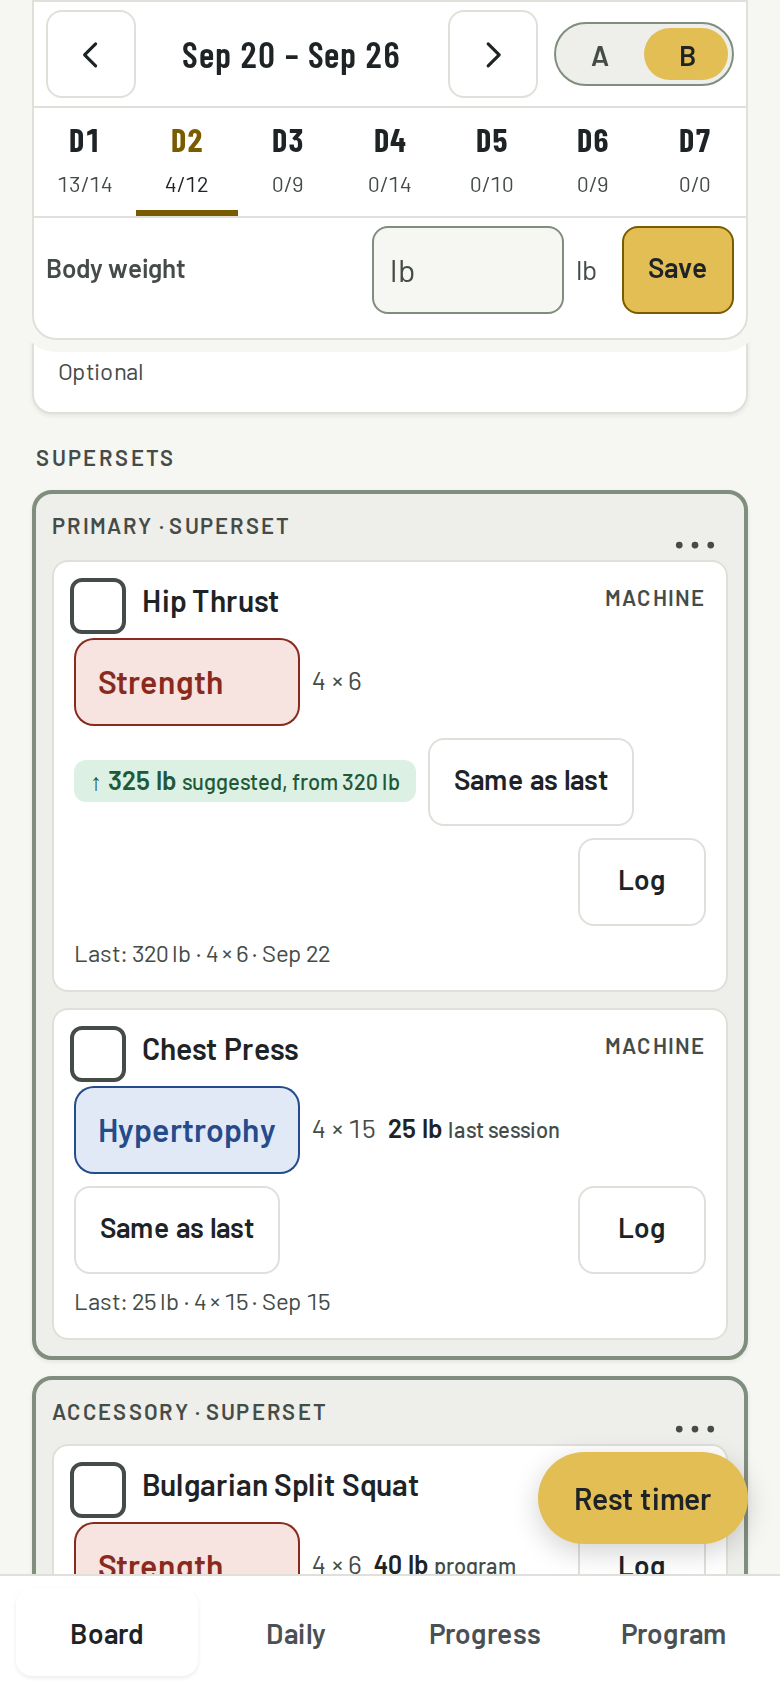 Sep 20 – Sep 26
A B
D1 D2 D3 D4 D5 D6 D7
13/14 4/12 0/9 0/14 0/10 0/9 0/0
Body weight lb lb Save
Optional
SUPERSETS
PRIMARY · SUPERSET
Hip Thrust MACHINE
Strength 4 × 6
↑ 325 lb suggested, from 320 lb Same as last
Log
Last: 320 lb · 4 × 6 · Sep 22
Chest Press MACHINE
Hypertrophy 4 × 15 25 lb last session
Same as last Log
Last: 25 lb · 4 × 15 · Sep 15
ACCESSORY · SUPERSET
Bulgarian Split Squat
Rest timer
Strength 4 × 6 40 lb program Log
Board Daily Progress Program